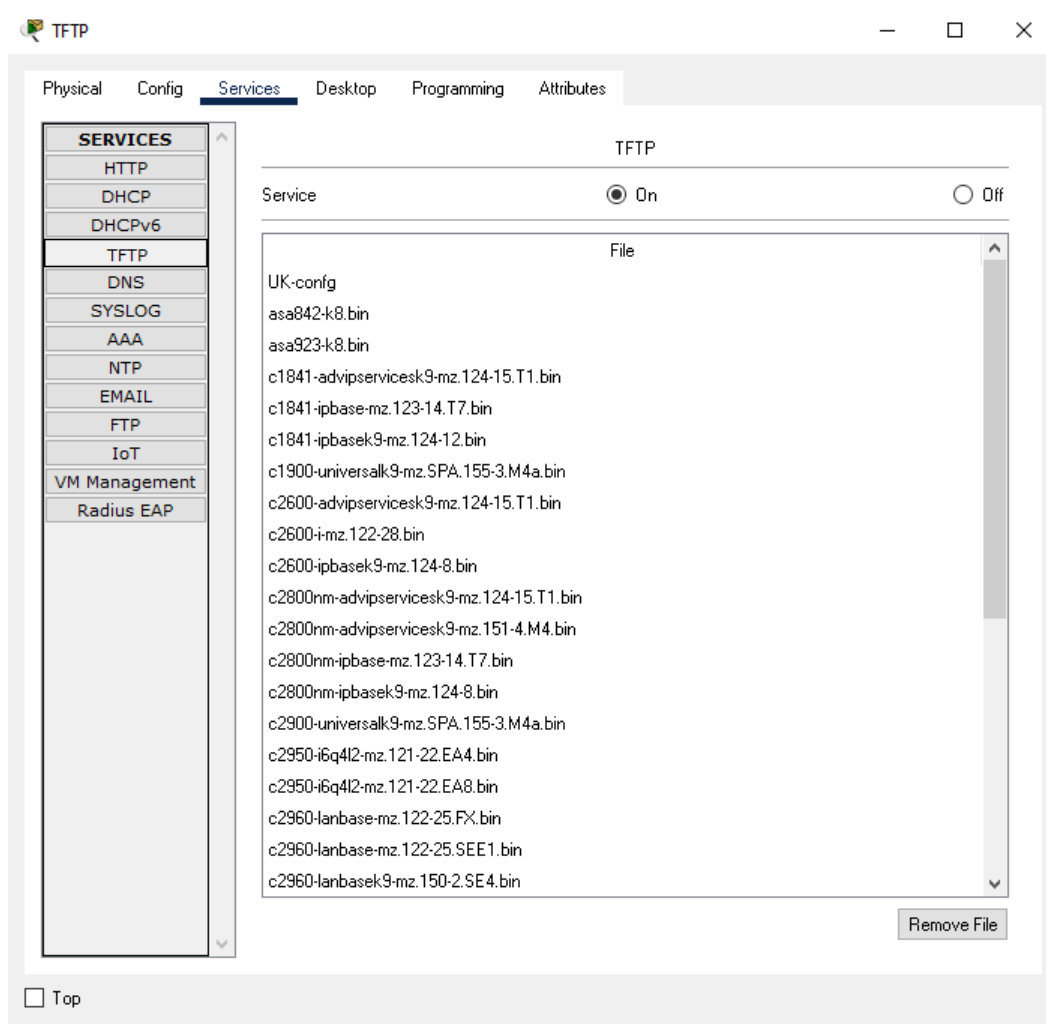 TFTP
Physical Config Services Desktop Programming Attributes
SERVICES
HTTP
DHCP
DHCPv6
TFTP
DNS
SYSLOG
AAA
NTP
EMAIL
FTP
IoT
VM Management
Radius EAP
TFTP
Service On Off
File
UK-confg
asa842-k8.bin
asa923-k8.bin
c1841-advipservicesk9-mz.124-15.T1.bin
c1841-ipbase-mz.123-14.T7.bin
c1841-ipbasek9-mz.124-12.bin
c1900-universalk9-mz.SPA.155-3.M4a.bin
c2600-advipservicesk9-mz.124-15.T1.bin
c2600-i-mz.122-28.bin
c2600-ipbasek9-mz.124-8.bin
c2800nm-advipservicesk9-mz.124-15.T1.bin
c2800nm-advipservicesk9-mz.151-4.M4.bin
c2800nm-ipbase-mz.123-14.T7.bin
c2800nm-ipbasek9-mz.124-8.bin
c2900-universalk9-mz.SPA.155-3.M4a.bin
c2950-i6q4l2-mz.121-22.EA4.bin
c2950-i6q4l2-mz.121-22.EA8.bin
c2960-lanbase-mz.122-25.FX.bin
c2960-lanbase-mz.122-25.SEE1.bin
c2960-lanbasek9-mz.150-2.SE4.bin
Remove File
Top